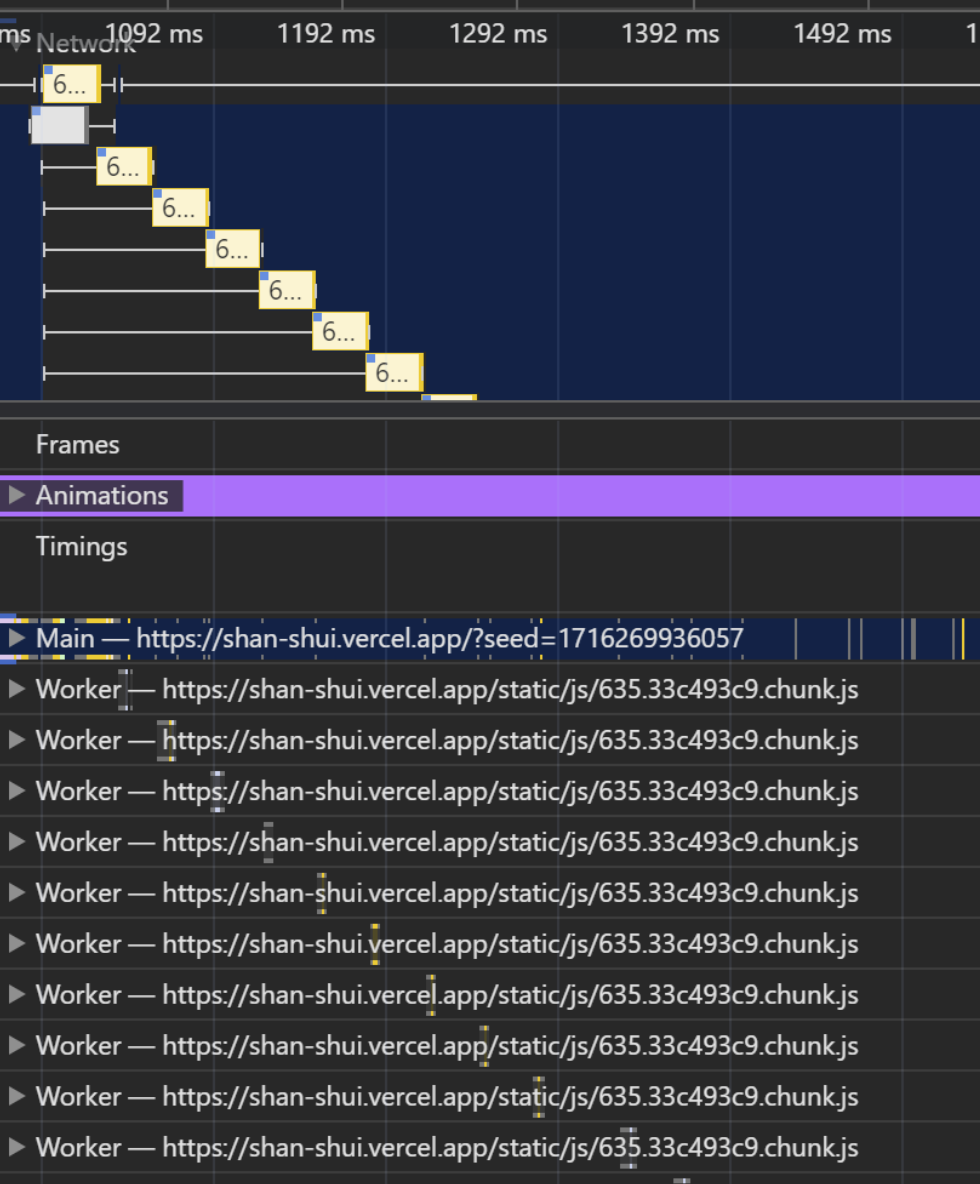 ms 1092 ms 1192 ms 1292 ms 1392 ms 1492 ms 1
Network
6...
6...
6...
6...
6...
6...
6...
Frames
Animations
Timings
Main — https://shan-shui.vercel.app/?seed=1716269936057
Worker — https://shan-shui.vercel.app/static/js/635.33c493c9.chunk.js
Worker — https://shan-shui.vercel.app/static/js/635.33c493c9.chunk.js
Worker — https://shan-shui.vercel.app/static/js/635.33c493c9.chunk.js
Worker — https://shan-shui.vercel.app/static/js/635.33c493c9.chunk.js
Worker — https://shan-shui.vercel.app/static/js/635.33c493c9.chunk.js
Worker — https://shan-shui.vercel.app/static/js/635.33c493c9.chunk.js
Worker — https://shan-shui.vercel.app/static/js/635.33c493c9.chunk.js
Worker — https://shan-shui.vercel.app/static/js/635.33c493c9.chunk.js
Worker — https://shan-shui.vercel.app/static/js/635.33c493c9.chunk.js
Worker — https://shan-shui.vercel.app/static/js/635.33c493c9.chunk.js